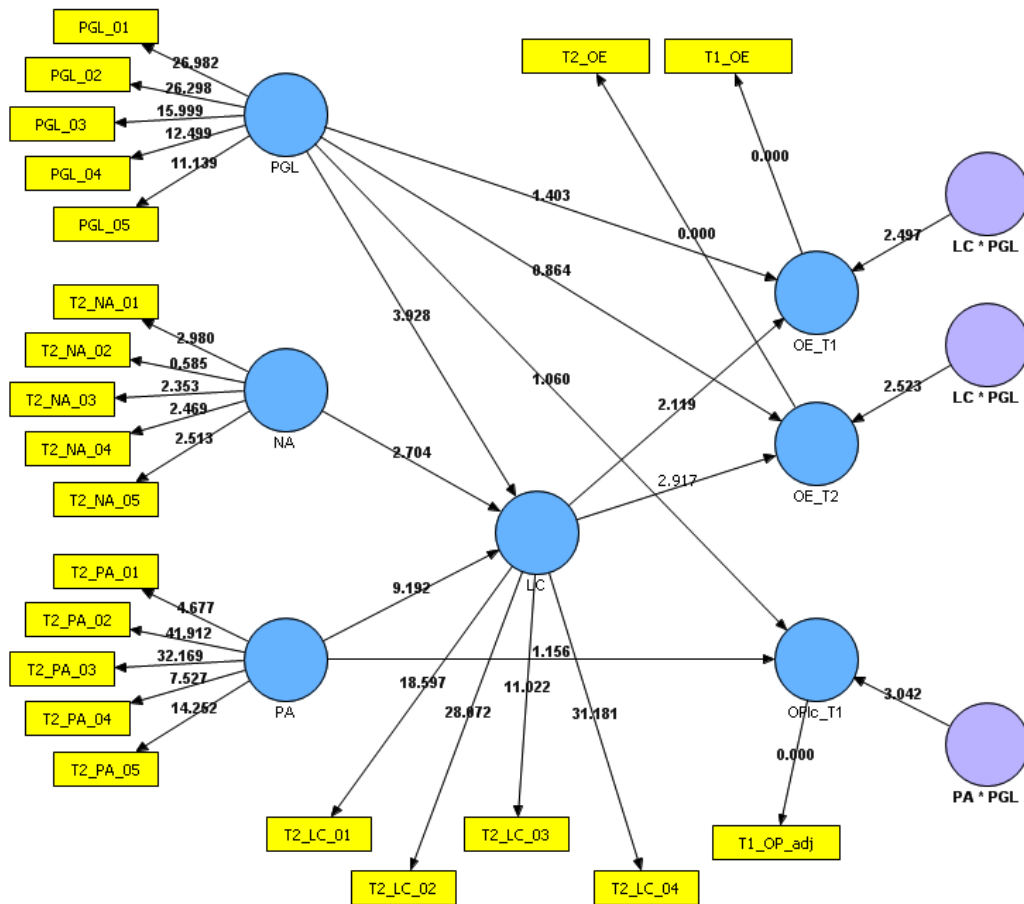 PGL_01
PGL_02
PGL_03
PGL_04
PGL_05
26.982
26.298
15.999
12.499
11.139
PGL
T2_OE
T1_OE
0.000
0.000
1.403
0.864
3.928
1.060
LC * PGL
2.497
OE_T1
LC * PGL
2.523
OE_T2
T2_NA_01
T2_NA_02
T2_NA_03
T2_NA_04
T2_NA_05
2.980
0.585
2.353
2.469
2.513
NA
2.704
2.119
2.917
LC
T2_PA_01
T2_PA_02
T2_PA_03
T2_PA_04
T2_PA_05
4.677
41.912
32.169
7.527
14.252
PA
9.192
1.156
OPlc_T1
3.042
PA * PGL
0.000
T1_OP_adj
18.597
28.072
11.022
31.181
T2_LC_01
T2_LC_02
T2_LC_03
T2_LC_04